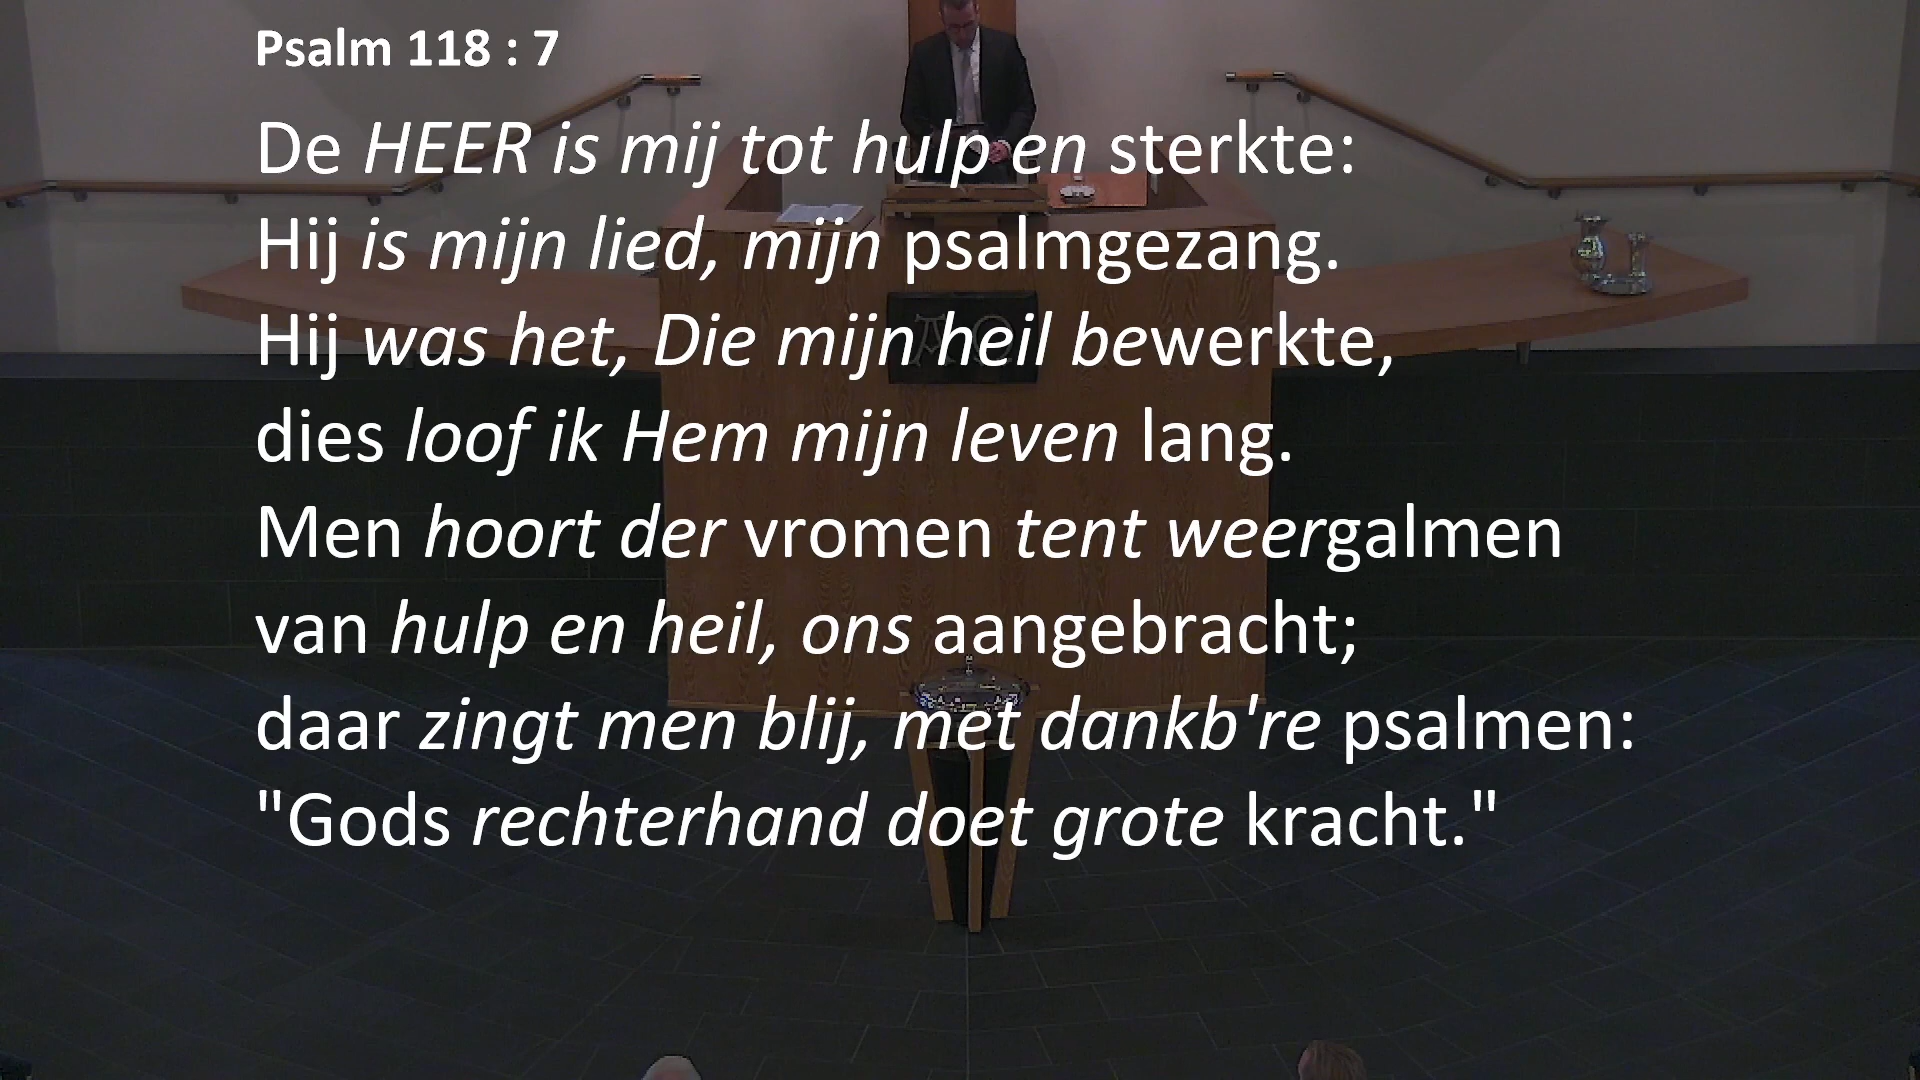 Psalm 118 : 7
De HEER is mij tot hulp en sterkte:
Hij is mijn lied, mijn psalmgezang.
Hij was het, Die mijn heil bewerkte,
dies loof ik Hem mijn leven lang.
Men hoort der vromen tent weergalmen
van hulp en heil, ons aangebracht;
daar zingt men blij, met dankb're psalmen:
"Gods rechterhand doet grote kracht."
ΑΩ